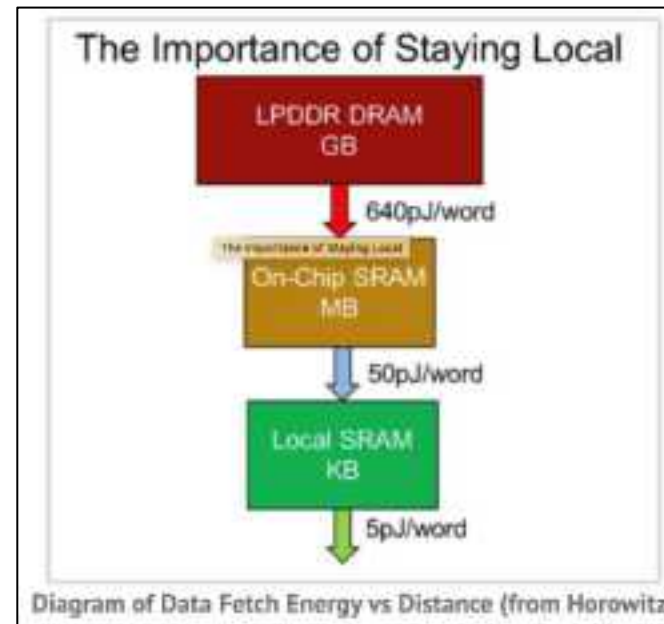 The Importance of Staying Local
LPDDR DRAM
GB
640pJ/word
The Importance of Staying Local
On-Chip SRAM
MB
50pJ/word
Local SRAM
KB
5pJ/word
Diagram of Data Fetch Energy vs Distance (from Horowitz